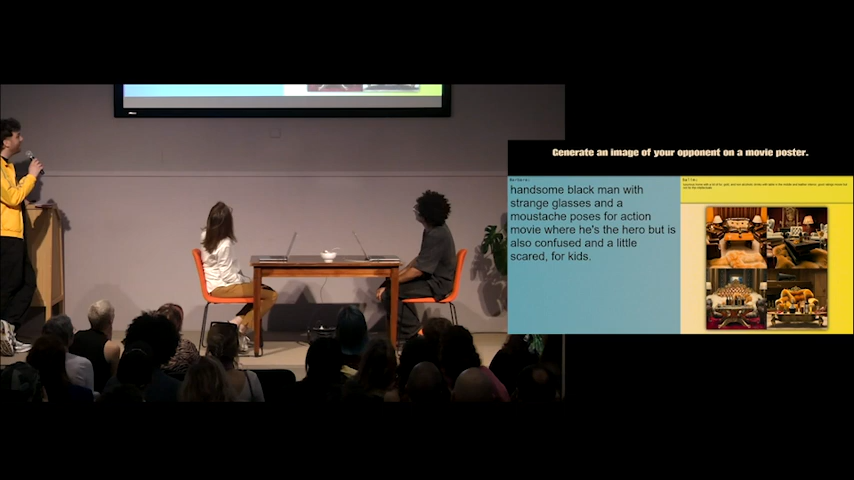 Generate an image of your opponent on a movie poster.
handsome black man with
strange glasses and a
moustache poses for action
movie where he's the hero but is
also confused and a little
scared, for kids.